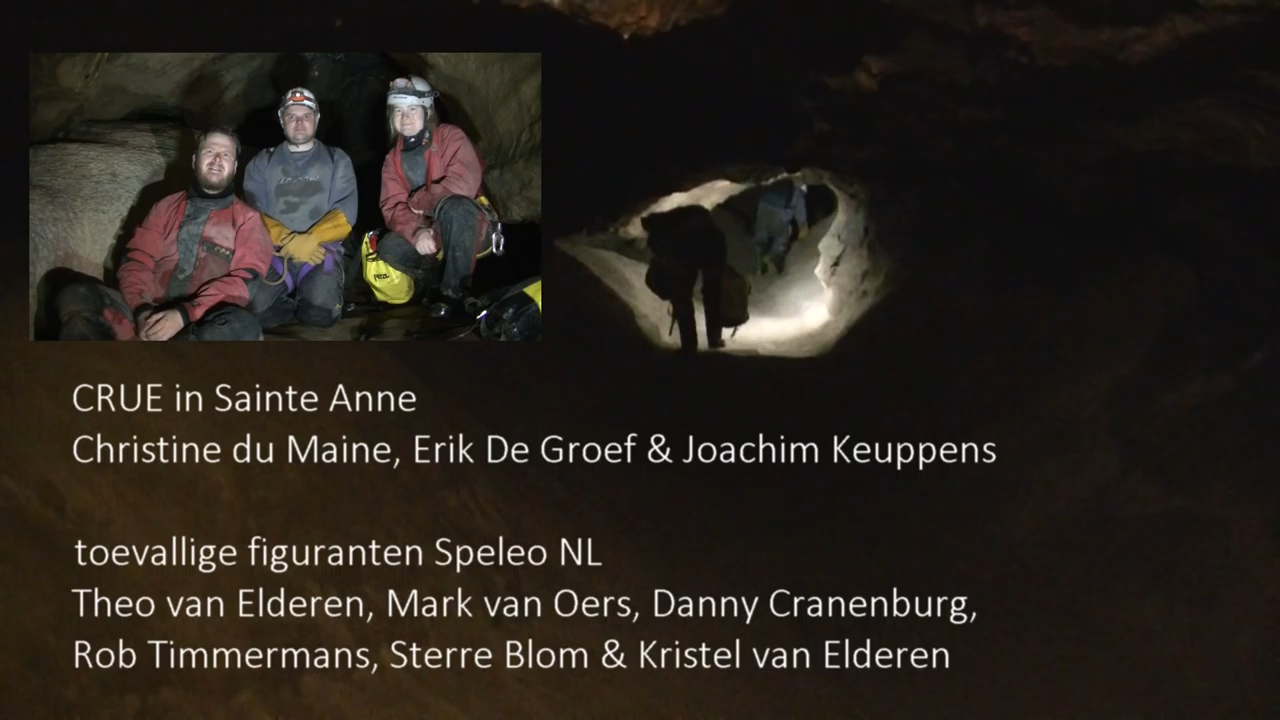 CRUE in Sainte Anne
Christine du Maine, Erik De Groef & Joachim Keuppens
toevallige figuranten Speleo NL
Theo van Elderen, Mark van Oers, Danny Cranenburg,
Rob Timmermans, Sterre Blom & Kristel van Elderen
PETZL